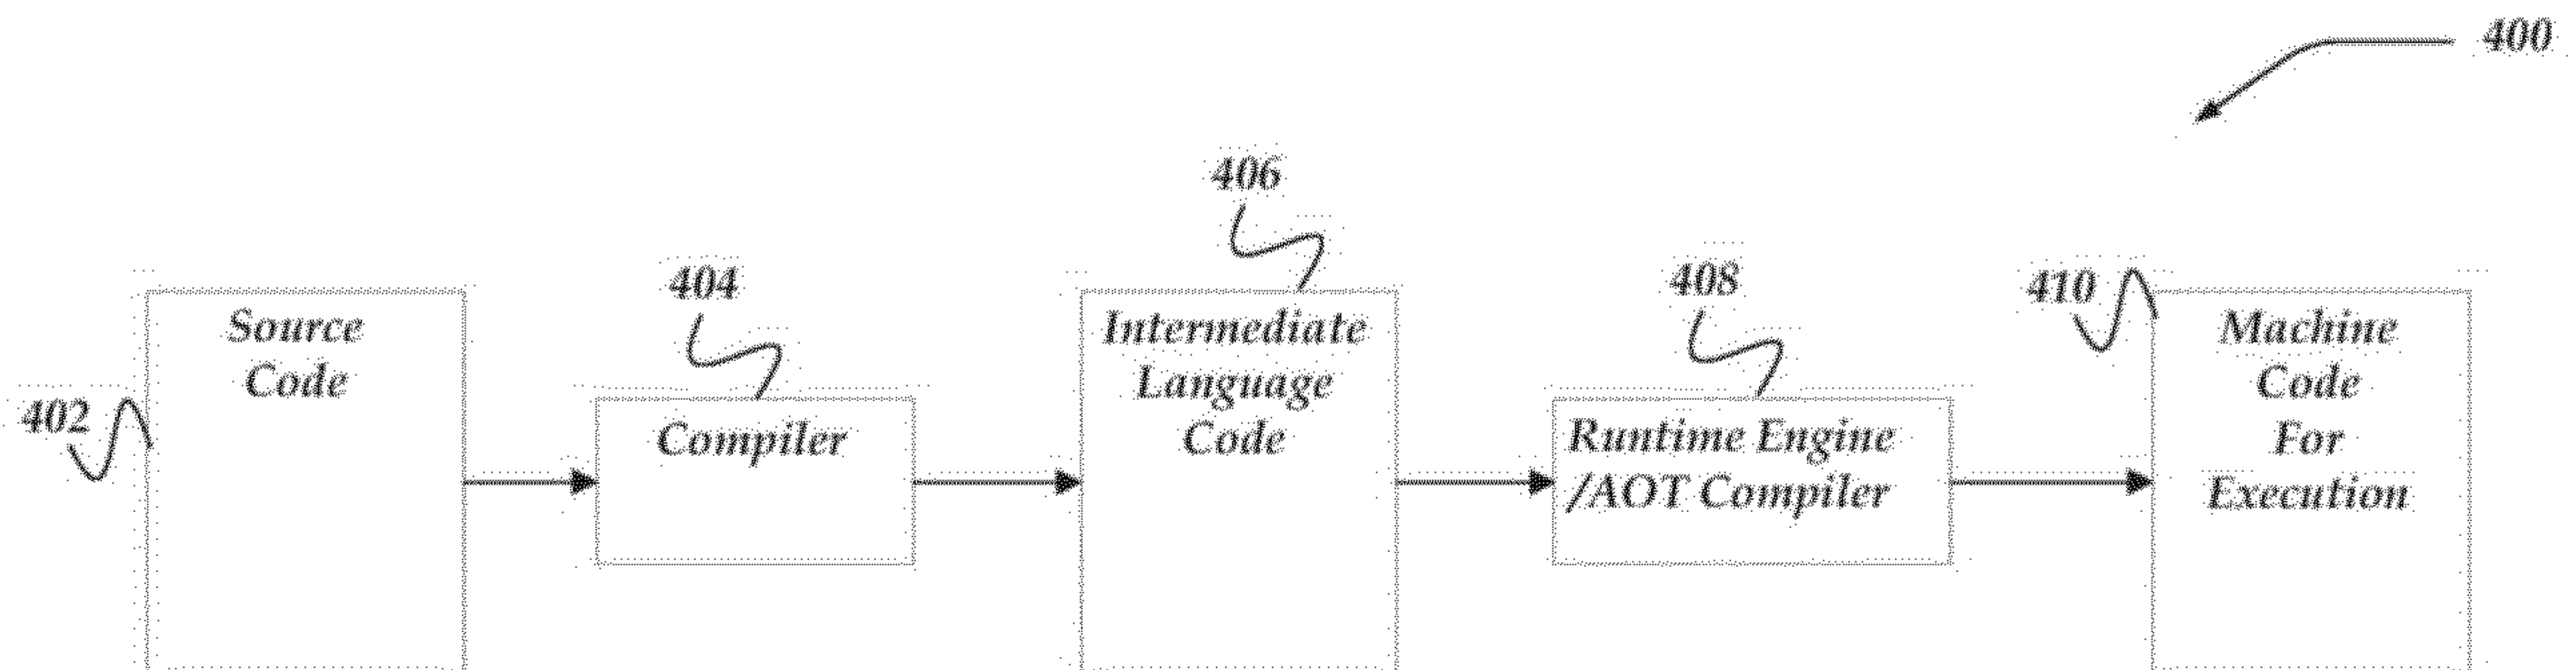 400
406
404
408
410
Source
Code
402
Compiler
Intermediate
Language
Code
Runtime Engine
/AOT Compiler
Machine
Code
For
Execution